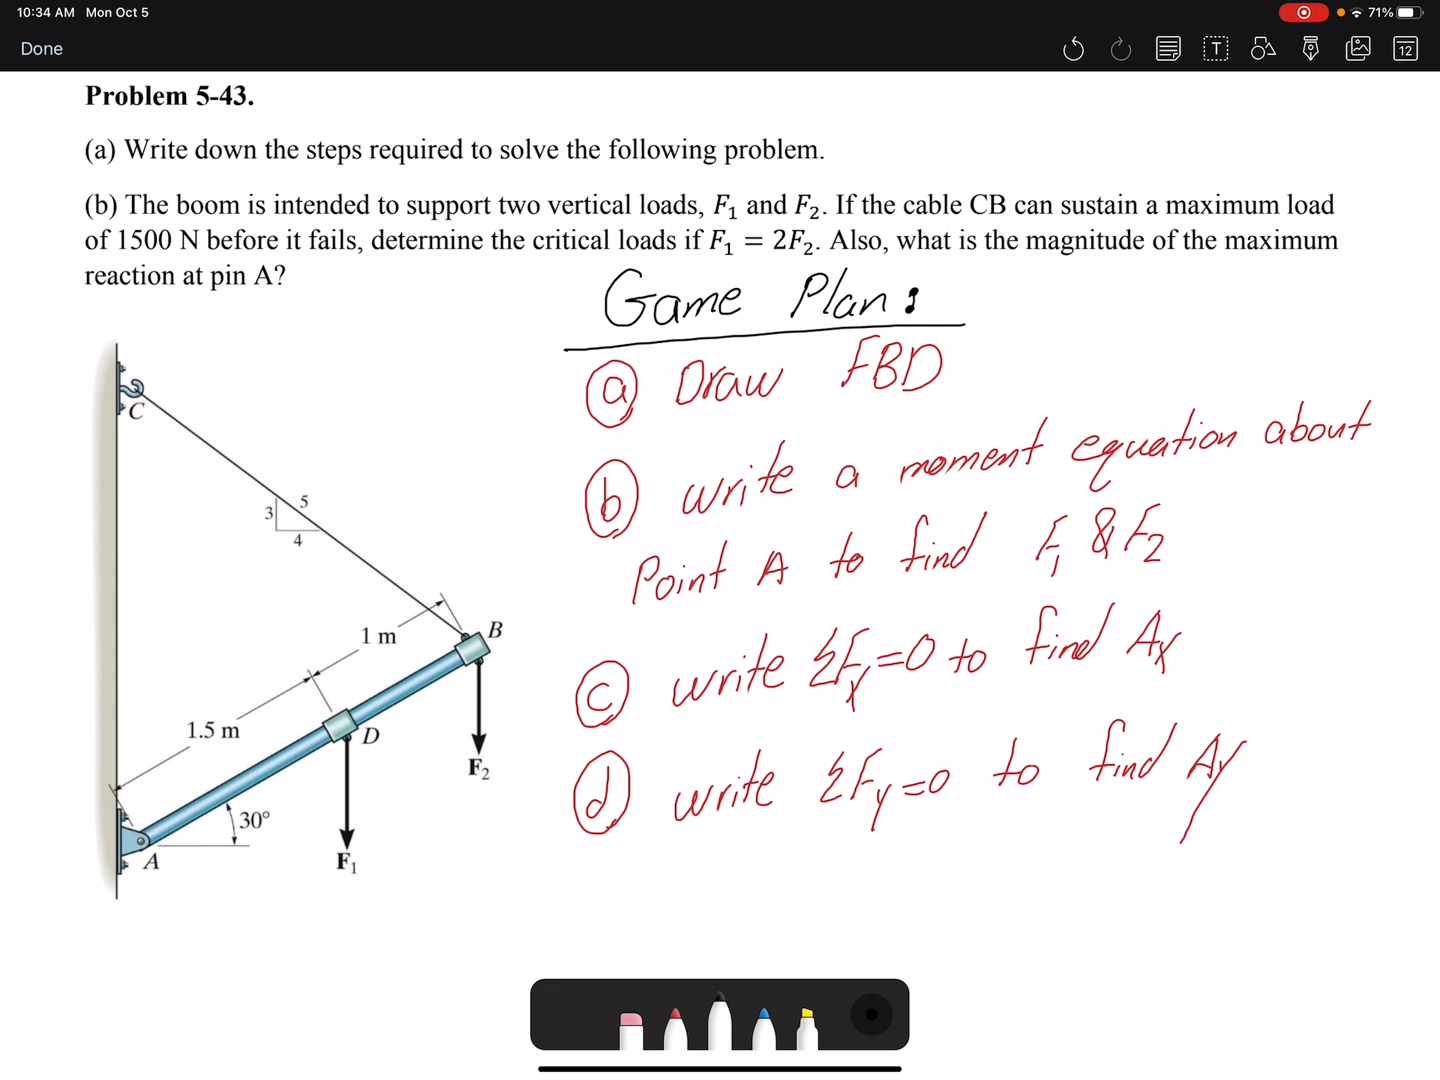 10:34 AM Mon Oct 5
71%
Done
T
12
Problem 5-43.
(a) Write down the steps required to solve the following problem.
(b) The boom is intended to support two vertical loads, F₁ and F₂. If the cable CB can sustain a maximum load
of 1500 N before it fails, determine the critical loads if F₁ = 2F₂. Also, what is the magnitude of the maximum
reaction at pin A?
Game Plan:
ⓐ Draw FBD
ⓑ write a moment equation about
Point A to find F₁ & F₂
ⓒ write ΣFₓ=0 to find Aₓ
ⓓ write ΣFy=0 to find Ay
C
3
5
4
1 m
B
1.5 m
D
F₂
30°
A
F₁